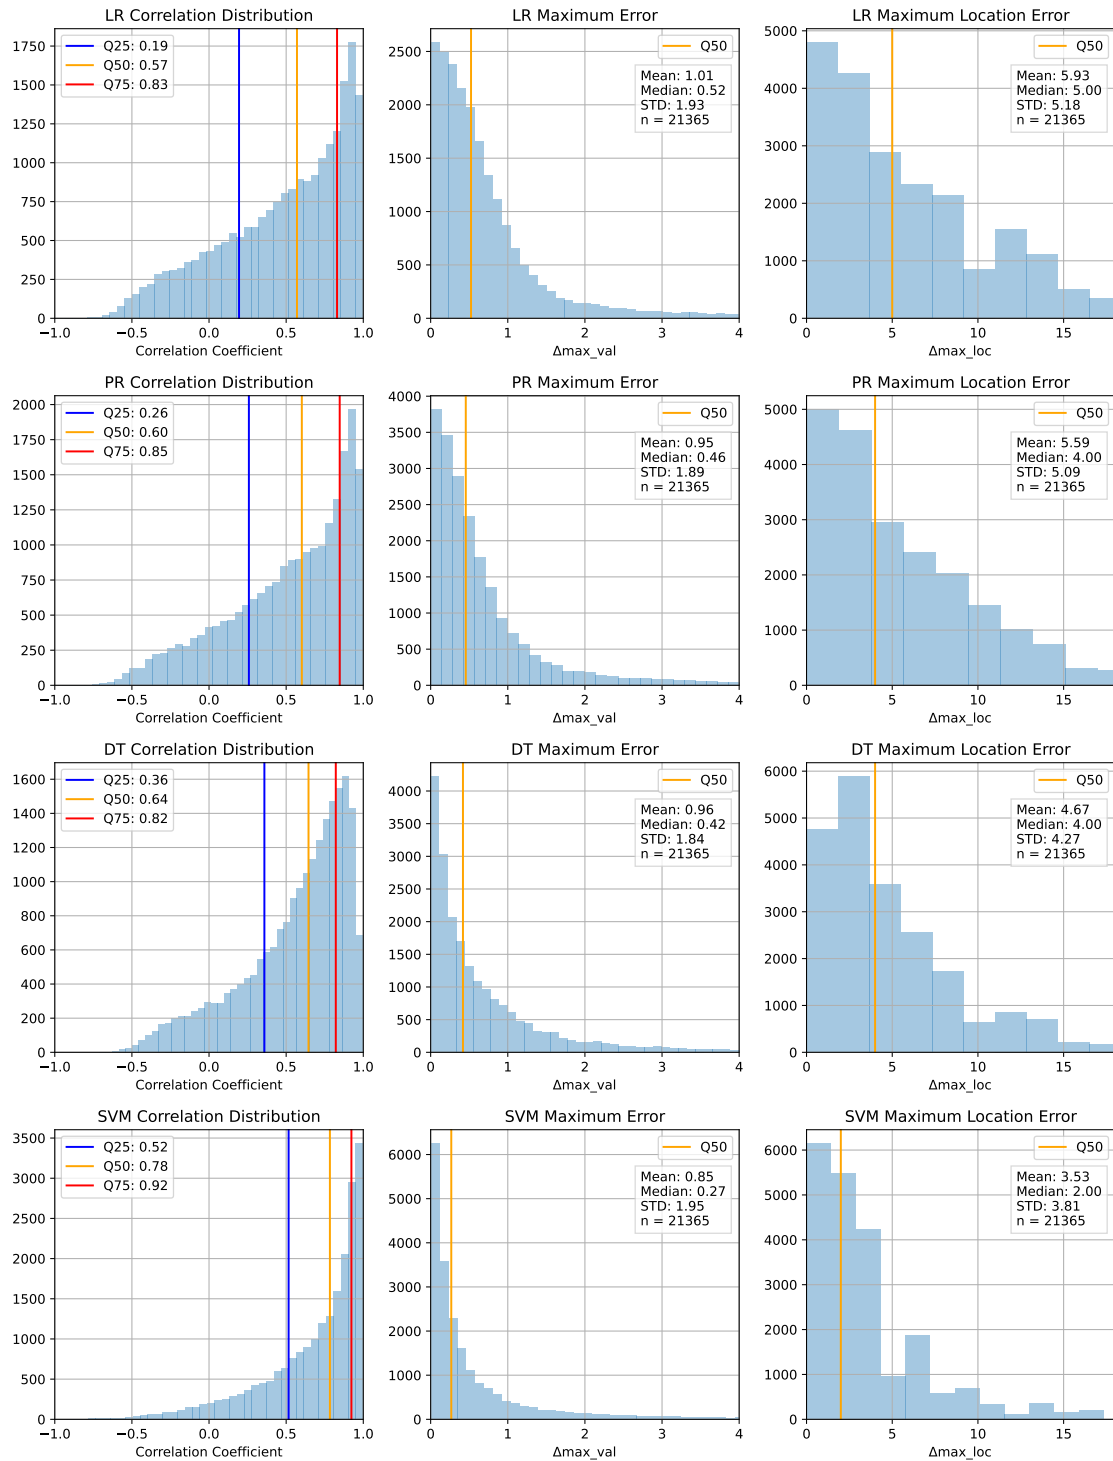 LR Correlation Distribution
Q25: 0.19
Q50: 0.57
Q75: 0.83
1750
1500
1250
1000
750
500
250
0
−1.0 −0.5 0.0 0.5 1.0
Correlation Coefficient
LR Maximum Error
Q50
Mean: 1.01
Median: 0.52
STD: 1.93
n = 21365
2500
2000
1500
1000
500
0
0 1 2 3 4
Δmax_val
LR Maximum Location Error
Q50
Mean: 5.93
Median: 5.00
STD: 5.18
n = 21365
5000
4000
3000
2000
1000
0
0 5 10 15
Δmax_loc
PR Correlation Distribution
Q25: 0.26
Q50: 0.60
Q75: 0.85
2000
1750
1500
1250
1000
750
500
250
0
−1.0 −0.5 0.0 0.5 1.0
Correlation Coefficient
PR Maximum Error
Q50
Mean: 0.95
Median: 0.46
STD: 1.89
n = 21365
4000
3500
3000
2500
2000
1500
1000
500
0
0 1 2 3 4
Δmax_val
PR Maximum Location Error
Q50
Mean: 5.59
Median: 4.00
STD: 5.09
n = 21365
5000
4000
3000
2000
1000
0
0 5 10 15
Δmax_loc
DT Correlation Distribution
Q25: 0.36
Q50: 0.64
Q75: 0.82
1600
1400
1200
1000
800
600
400
200
0
−1.0 −0.5 0.0 0.5 1.0
Correlation Coefficient
DT Maximum Error
Q50
Mean: 0.96
Median: 0.42
STD: 1.84
n = 21365
4000
3500
3000
2500
2000
1500
1000
500
0
0 1 2 3 4
Δmax_val
DT Maximum Location Error
Q50
Mean: 4.67
Median: 4.00
STD: 4.27
n = 21365
6000
5000
4000
3000
2000
1000
0
0 5 10 15
Δmax_loc
SVM Correlation Distribution
Q25: 0.52
Q50: 0.78
Q75: 0.92
3500
3000
2500
2000
1500
1000
500
0
−1.0 −0.5 0.0 0.5 1.0
Correlation Coefficient
SVM Maximum Error
Q50
Mean: 0.85
Median: 0.27
STD: 1.95
n = 21365
6000
5000
4000
3000
2000
1000
0
0 1 2 3 4
Δmax_val
SVM Maximum Location Error
Q50
Mean: 3.53
Median: 2.00
STD: 3.81
n = 21365
6000
5000
4000
3000
2000
1000
0
0 5 10 15
Δmax_loc